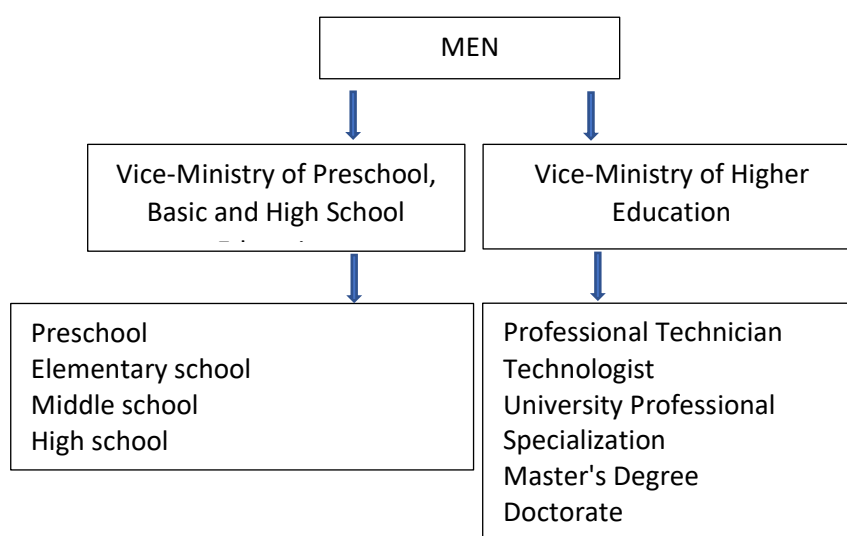 MEN
Vice-Ministry of Preschool,
Basic and High School
Vice-Ministry of Higher
Education
Preschool
Elementary school
Middle school
High school
Professional Technician
Technologist
University Professional
Specialization
Master's Degree
Doctorate